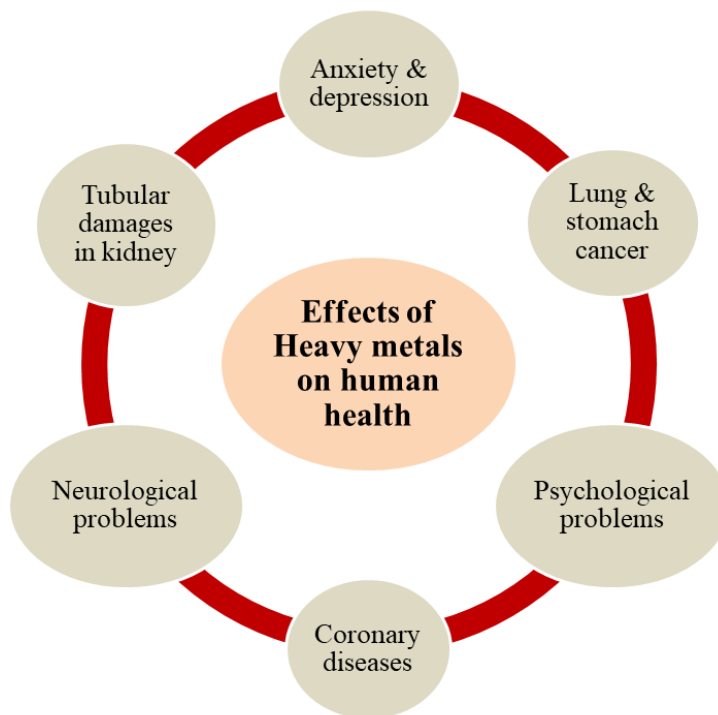 Anxiety &
depression
Lung &
stomach
cancer
Psychological
problems
Coronary
diseases
Neurological
problems
Tubular
damages
in kidney
Effects of
Heavy metals
on human
health